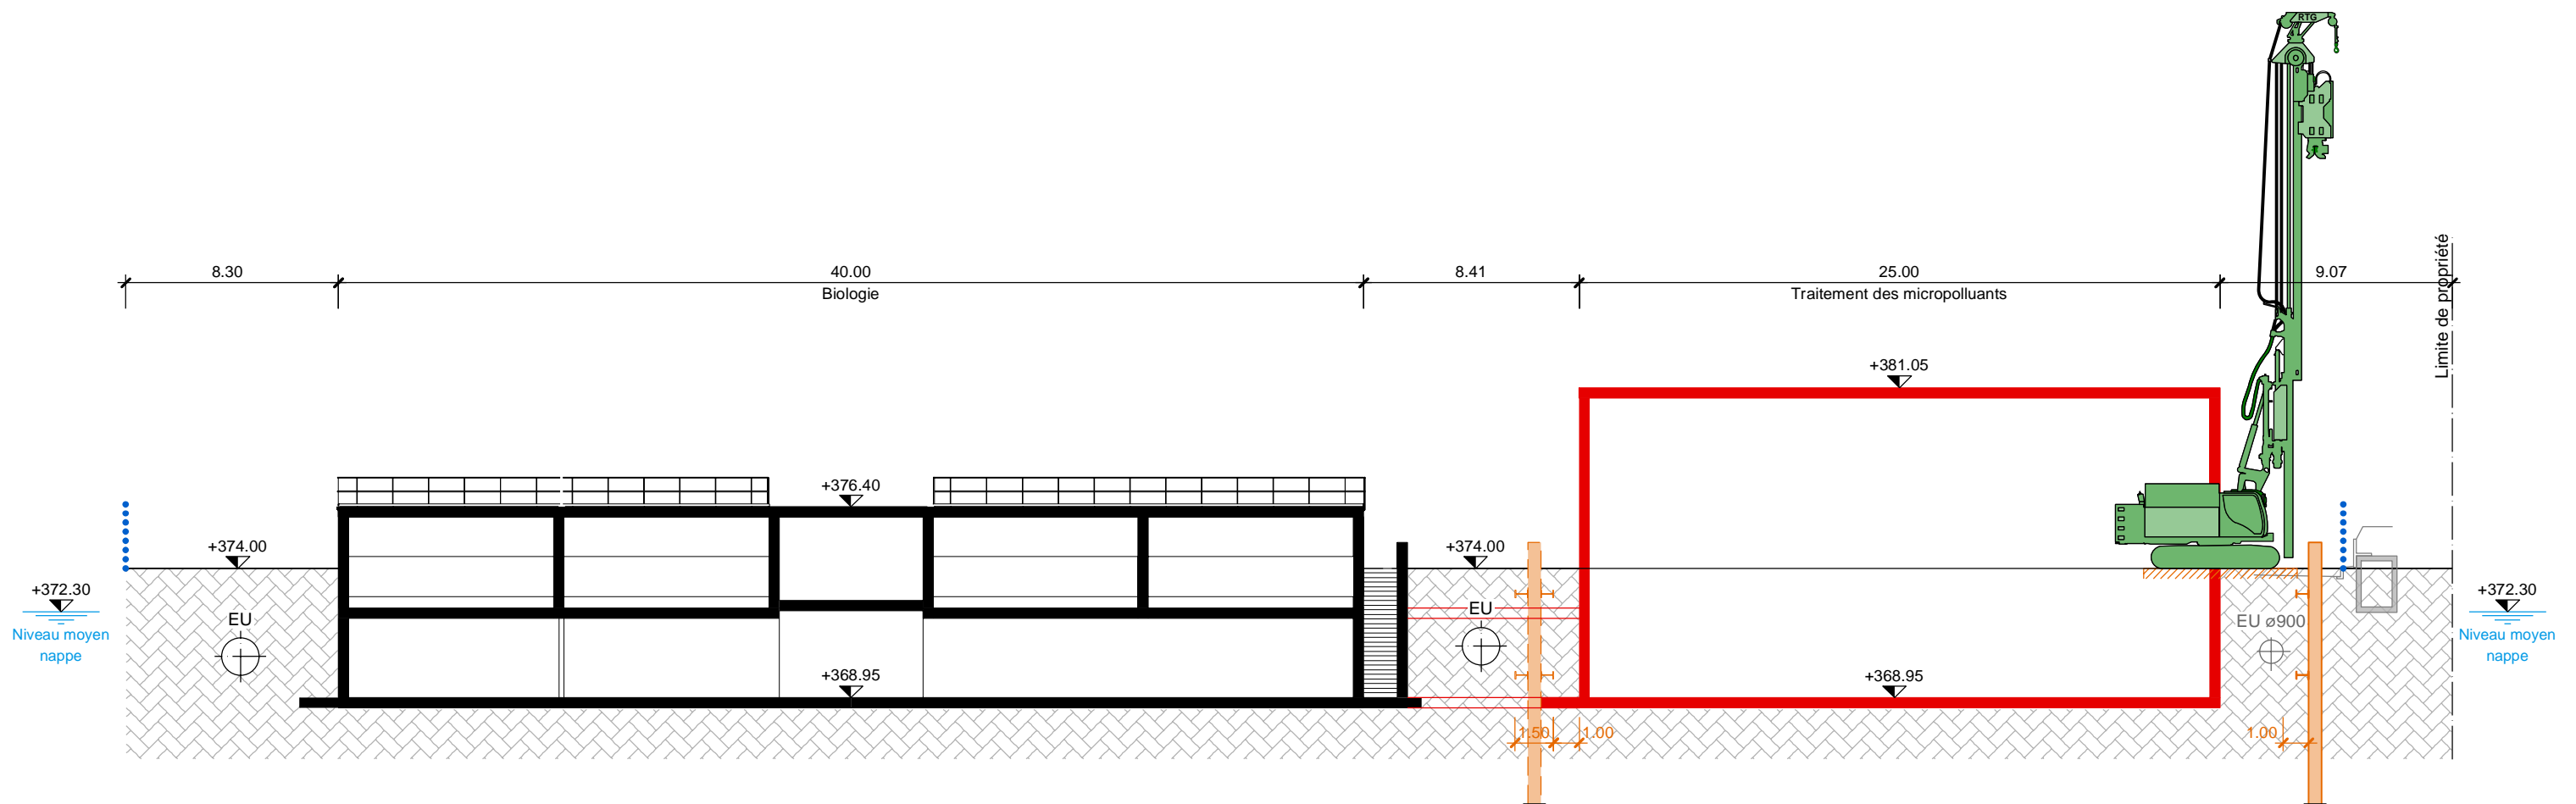 RTG
8.30
40.00
8.41
25.00
9.07
Biologie
Traitement des micropolluants
Limite de propriété
+381.05
+376.40
+374.00
+374.00
+372.30
Niveau moyen
nappe
+372.30
Niveau moyen
nappe
EU
EU
EU ø900
+368.95
+368.95
1.50
1.00
1.00